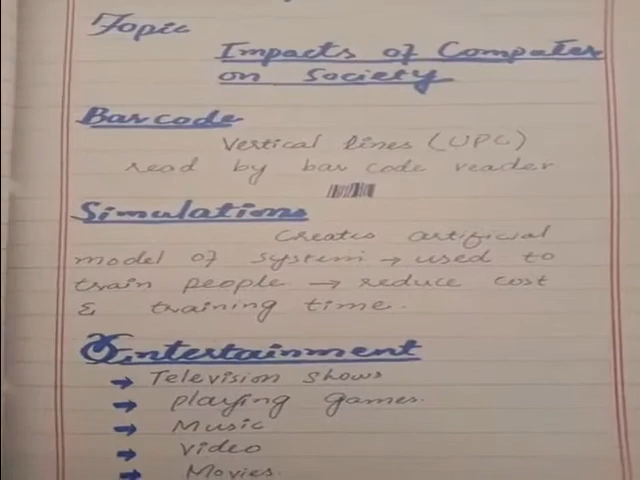 Topic
Impacts of Computer
on Society
Barcode
Vertical lines (UPC)
read by bar code reader
Simulations
Creates artificial
model of system → used to
train people → reduce cost
& training time.
Entertainment
→ Television shows
→ playing games.
→ Music
→ video
→ Movies.